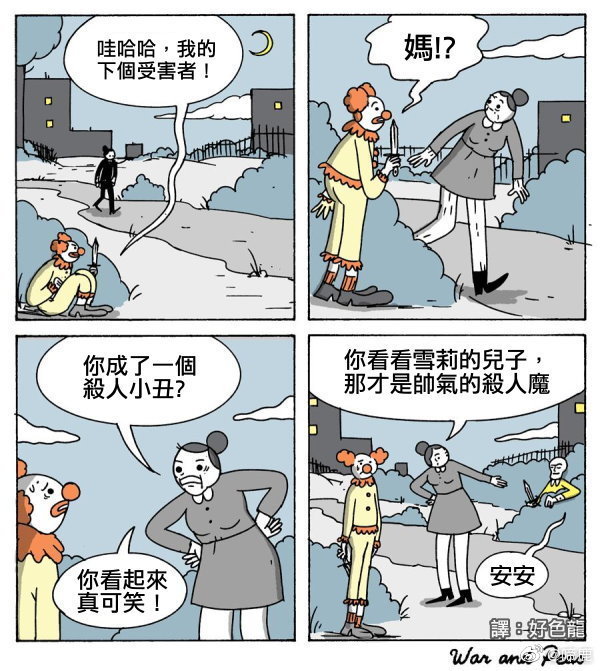 哇哈哈，我的
下個受害者！
媽!?
你成了一個
殺人小丑?
你看起來
真可笑！
你看看雪莉的兒子，
那才是帥氣的殺人魔
安安
譯：好色龍
War and Peas